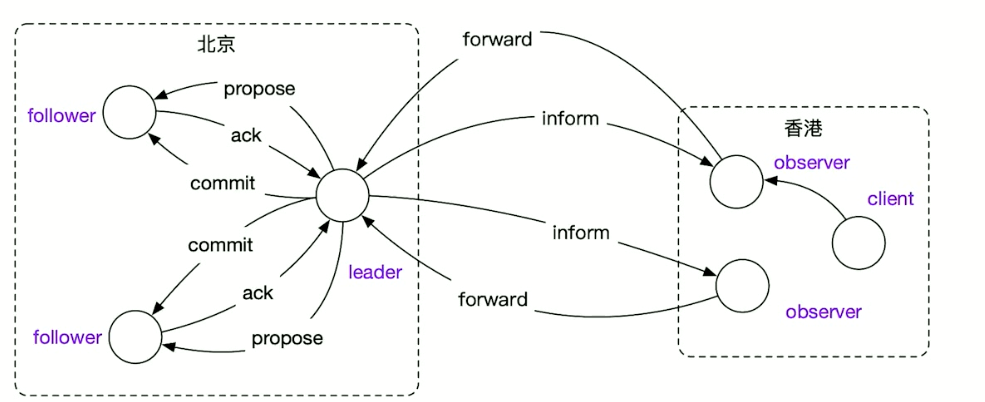 北京
follower
propose
ack
commit
commit
ack
propose
follower
leader
forward
inform
inform
forward
香港
observer
client
observer